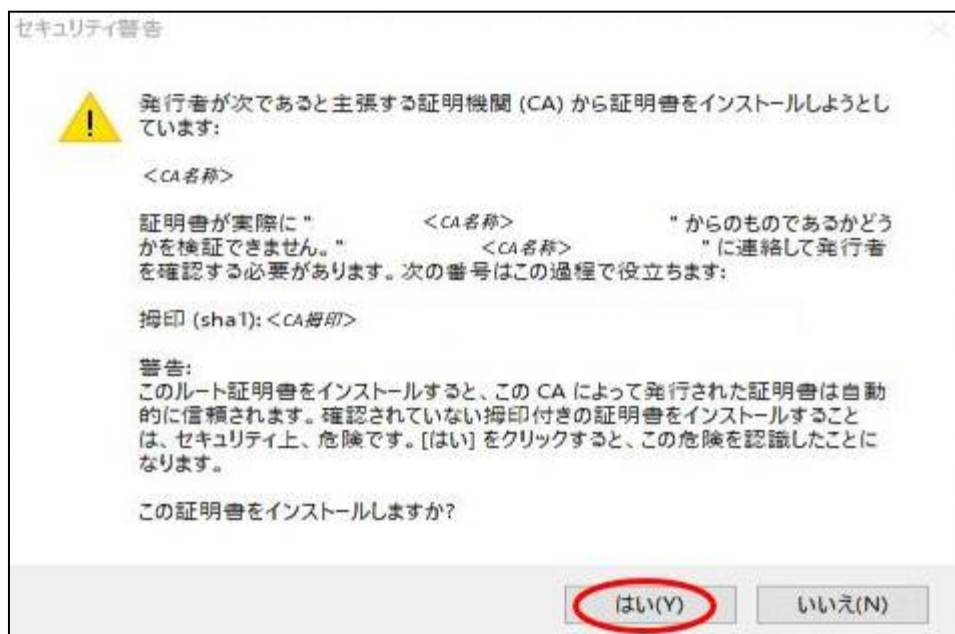 セキュリティ警告
発行者が次であると主張する証明機関 (CA) から証明書をインストールしようとし
ています:
<CA名称>
証明書が実際に " <CA名称> " からのものであるかどう
かを検証できません。" <CA名称> " に連絡して発行者
を確認する必要があります。次の番号はこの過程で役立ちます:
拇印 (sha1): <CA拇印>
警告:
このルート証明書をインストールすると、この CA によって発行された証明書は自動
的に信頼されます。確認されていない拇印付きの証明書をインストールすること
は、セキュリティ上、危険です。[はい] をクリックすると、この危険を認識したことに
なります。
この証明書をインストールしますか?
はい(Y) いいえ(N)